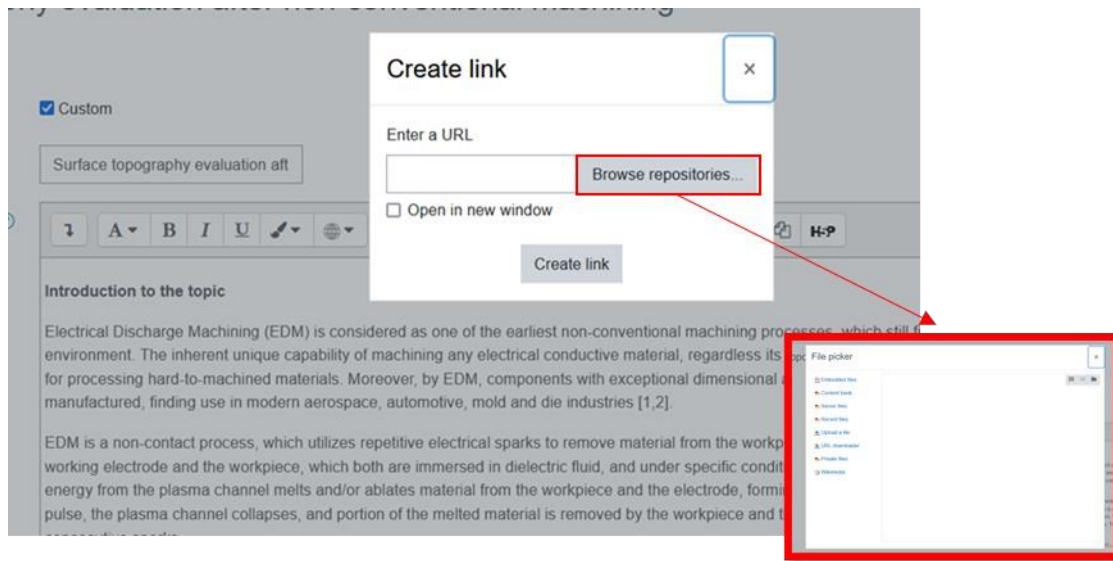 Create link
×
Custom
Enter a URL
Surface topography evaluation aft
Browse repositories...
Open in new window
A B I U H-P
Create link
Introduction to the topic
Electrical Discharge Machining (EDM) is considered as one of the earliest non-conventional machining processes, which still
environment. The inherent unique capability of machining any electrical conductive material, regardless its
for processing hard-to-machined materials. Moreover, by EDM, components with exceptional dimensional
manufactured, finding use in modern aerospace, automotive, mold and die industries [1,2].
EDM is a non-contact process, which utilizes repetitive electrical sparks to remove material from the
working electrode and the workpiece, which both are immersed in dielectric fluid, and under specific
energy from the plasma channel melts and/or ablates material from the workpiece and the electrode,
pulse, the plasma channel collapses, and portion of the melted material is removed by the workpiece and
File picker
×
Embedded files
Content bank
Server files
Recent files
Upload a file
URL downloader
Private files
Wikimedia